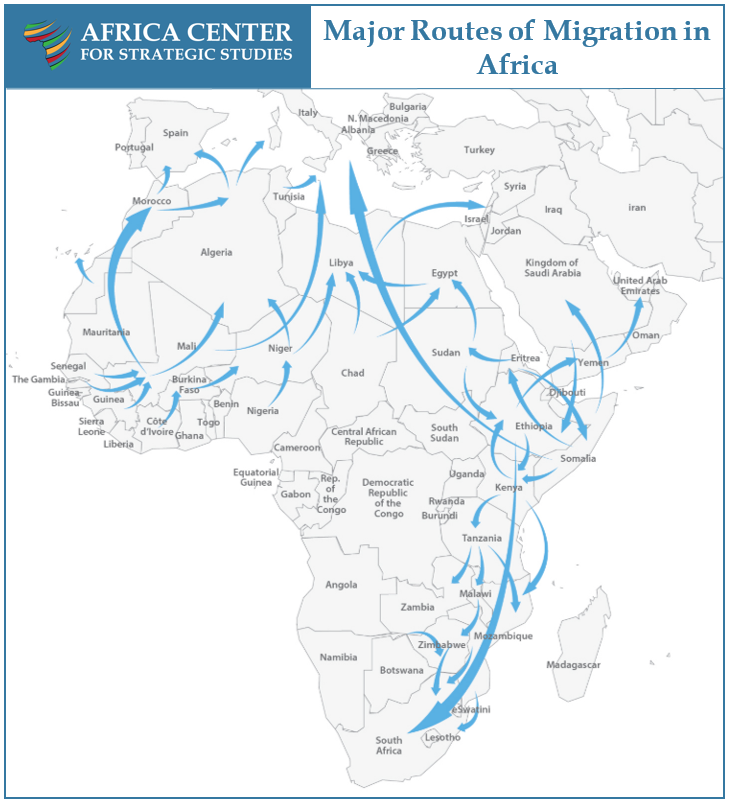 AFRICA CENTER
FOR STRATEGIC STUDIES
Major Routes of Migration in
Africa
Italy
Bulgaria
N. Macedonia
Albania
Spain
Portugal
Greece
Turkey
Syria
Morocco
Tunisia
Israel
Iraq
iran
Jordan
Algeria
Libya
Egypt
Kingdom of
Saudi Arabia
United Arab
Emirates
Mauritania
Oman
Mali
Niger
Sudan
Eritrea
Yemen
Senegal
The Gambia
Guinea-
Bissau
Guinea
Burkina
Faso
Chad
Djibouti
Benin
Nigeria
Sierra
Leone
Liberia
Côte
d'Ivoire
Ghana
Togo
Central African
Republic
South
Sudan
Ethiopia
Cameroon
Somalia
Equatorial
Guinea
Gabon
Rep.
of the
Congo
Democratic
Republic
of the Congo
Uganda
Kenya
Rwanda
Burundi
Tanzania
Angola
Malawi
Zambia
Mozambique
Zimbabwe
Namibia
Botswana
Madagascar
eSwatini
South
Africa
Lesotho